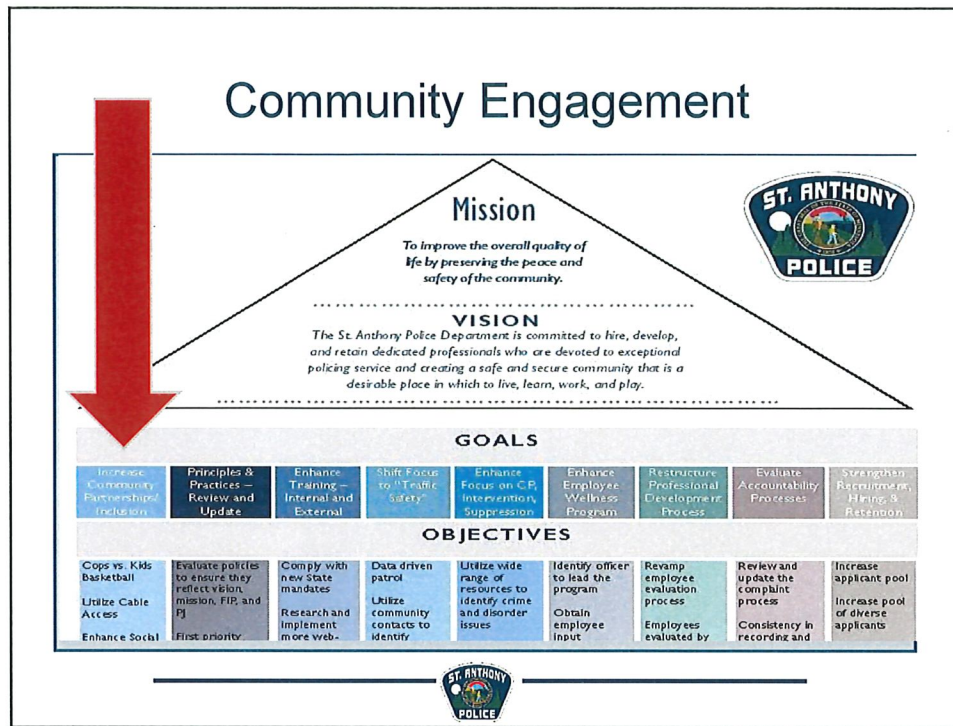 Community Engagement
ST. ANTHONY
POLICE
Mission
To improve the overall quality of
life by preserving the peace and
safety of the community.
VISION
The St. Anthony Police Department is committed to hire, develop,
and retain dedicated professionals who are devoted to exceptional
policing service and creating a safe and secure community that is a
desirable place in which to live, learn, work, and play.
GOALS
Increase
Community
Partnerships/
Inclusion
Principles &
Practices –
Review and
Update
Enhance
Training –
Internal and
External
Shift Focus
to "Traffic
Safety"
Enhance
Focus on CP,
Intervention,
Suppression
Enhance
Employee
Wellness
Program
Restructure
Professional
Development
Process
Evaluate
Accountability
Processes
Strengthen
Recruitment,
Hiring, &
Retention
OBJECTIVES
Cops vs. Kids
Basketball
Utilize Cable
Access
Enhance Social
Evaluate policies
to ensure they
reflect vision,
mission, FIP, and
PJ
First priority
Comply with
new State
mandates
Research and
Implement
more web-
Data driven
patrol
Utilize
community
contacts to
identify
Utilize wide
range of
resources to
identify crime
and disorder
issues
Identify officer
to lead the
program
Obtain
employee
input
Revamp
employee
evaluation
process
Employees
evaluated by
Review and
update the
complaint
process
Consistency in
recording and
Increase
applicant pool
Increase pool
of diverse
applicants
ST. ANTHONY
POLICE